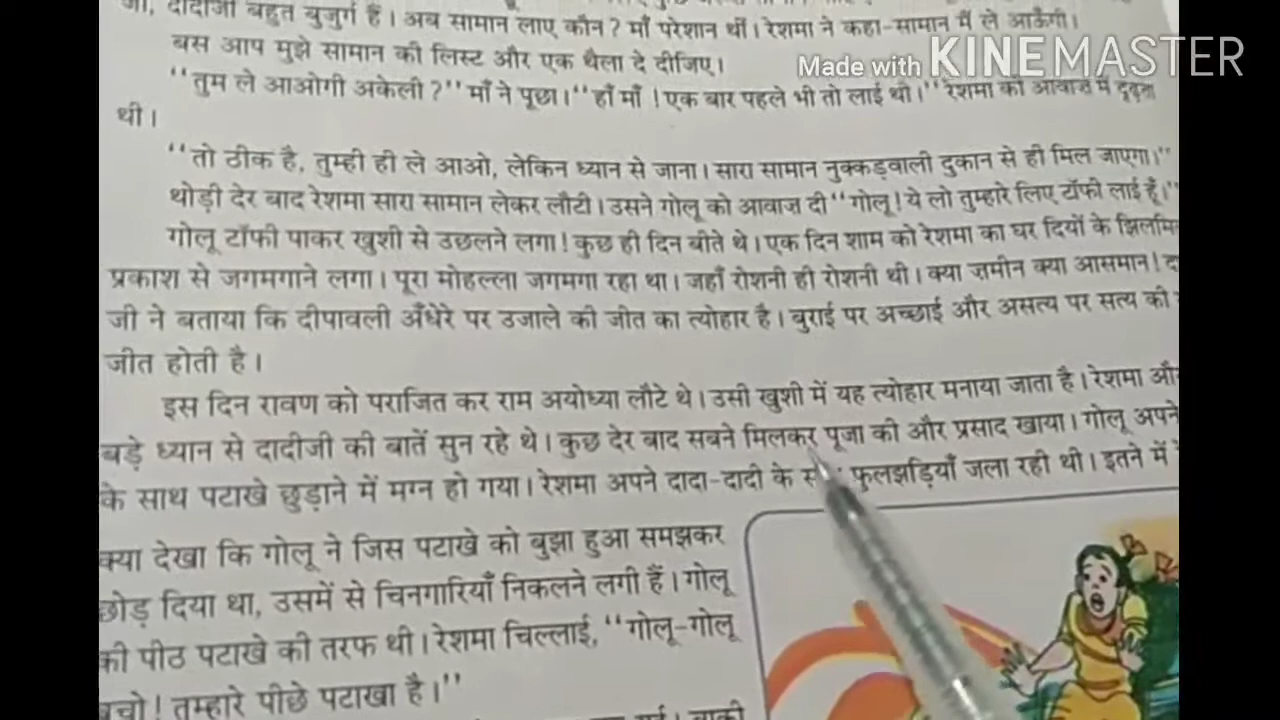 दादीजी बहुत बुजुर्ग हैं। अब सामान लाए कौन? माँ परेशान थीं। रेशमा ने कहा-सामान मैं ले आऊँगी।
बस आप मुझे सामान की लिस्ट और एक थैला दे दीजिए।
Made with KINEMASTER
‘‘तुम ले आओगी अकेली?’’ माँ ने पूछा। ‘‘हाँ माँ ! एक बार पहले भी तो लाई थी।’’ रेशमा की आवाज़ में दृढ़ता
थी।
‘‘तो ठीक है, तुम्ही ही ले आओ, लेकिन ध्यान से जाना। सारा सामान नुक्कड़वाली दुकान से ही मिल जाएगा।’’
थोड़ी देर बाद रेशमा सारा सामान लेकर लौटी। उसने गोलू को आवाज़ दी ‘‘गोलू! ये लो तुम्हारे लिए टॉफी लाई हूँ।’’
गोलू टॉफी पाकर खुशी से उछलने लगा! कुछ ही दिन बीते थे। एक दिन शाम को रेशमा का घर दियों के
प्रकाश से जगमगाने लगा। पूरा मोहल्ला जगमगा रहा था। जहाँ रोशनी ही रोशनी थी। क्या ज़मीन क्या आसमान!
जी ने बताया कि दीपावली अँधेरे पर उजाले की जीत का त्योहार है। बुराई पर अच्छाई और असत्य पर सत्य की
जीत होती है।
इस दिन रावण को पराजित कर राम अयोध्या लौटे थे। उसी खुशी में यह त्योहार मनाया जाता है। रेशमा
बड़े ध्यान से दादीजी की बातें सुन रहे थे। कुछ देर बाद सबने मिलकर पूजा की और प्रसाद खाया। गोलू अपने
के साथ पटाखे छुड़ाने में मग्न हो गया। रेशमा अपने दादा-दादी के फुलझड़ियाँ जला रही थी। इतने में
क्या देखा कि गोलू ने जिस पटाखे को बुझा हुआ समझकर
छोड़ दिया था, उसमें से चिनगारियाँ निकलने लगी हैं। गोलू
की पीठ पटाखे की तरफ थी। रेशमा चिल्लाई, ‘‘गोलू-गोलू
बचो! तुम्हारे पीछे पटाखा है।’’